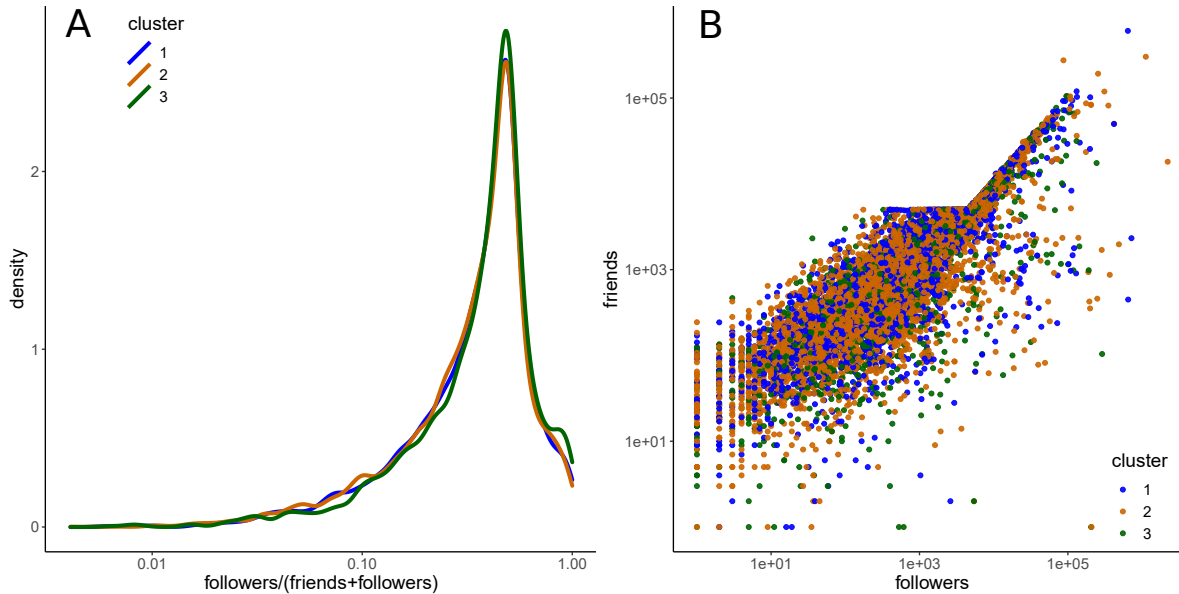 A
cluster
1
2
3
density
2
1
0
0.01
0.10
1.00
followers/(friends+followers)
B
friends
1e+05
1e+03
1e+01
cluster
1
2
3
1e+01
1e+03
1e+05
followers